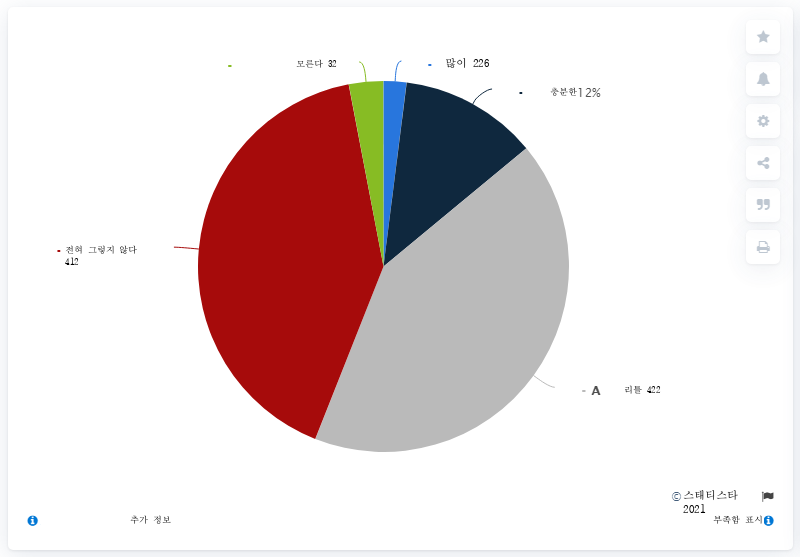 모른다 32
많이 226
충분한12%
전혀 그렇지 않다
412
A 리틀 422
©스태티스타
2021
추가 정보
부족함 표시